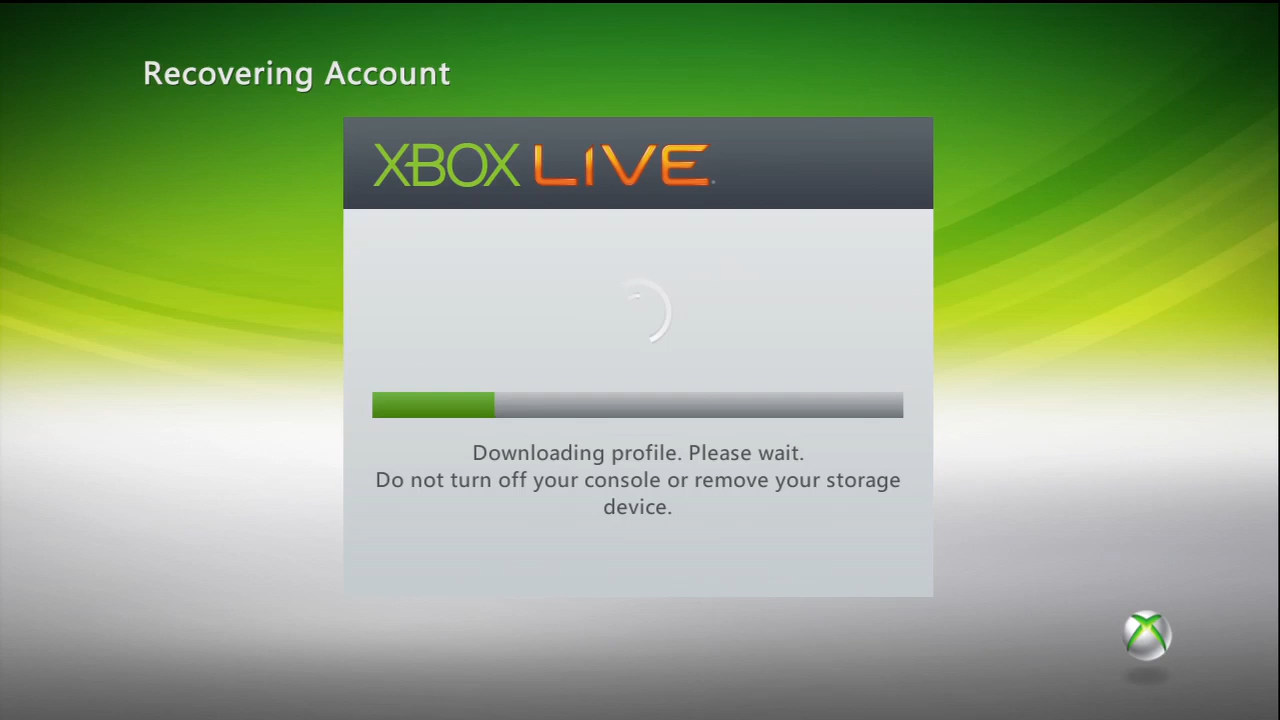 Recovering Account
XBOX LIVE
Downloading profile. Please wait.
Do not turn off your console or remove your storage
device.